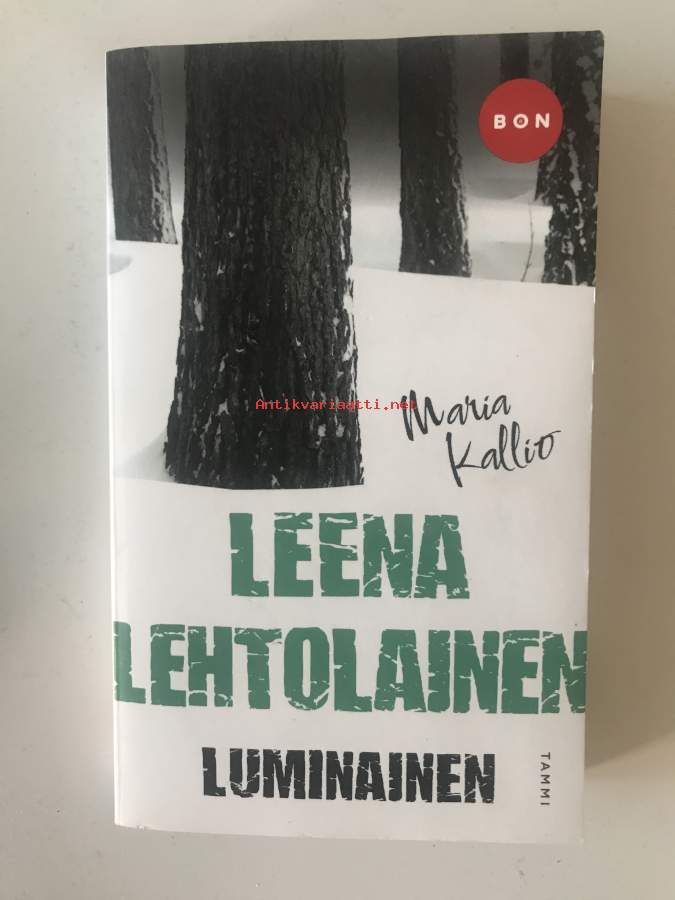 BON
Antikvariaatti.net
Maria
Kallio
LEENA
LEHTOLAINEN
LUMINAINEN
TAMMI